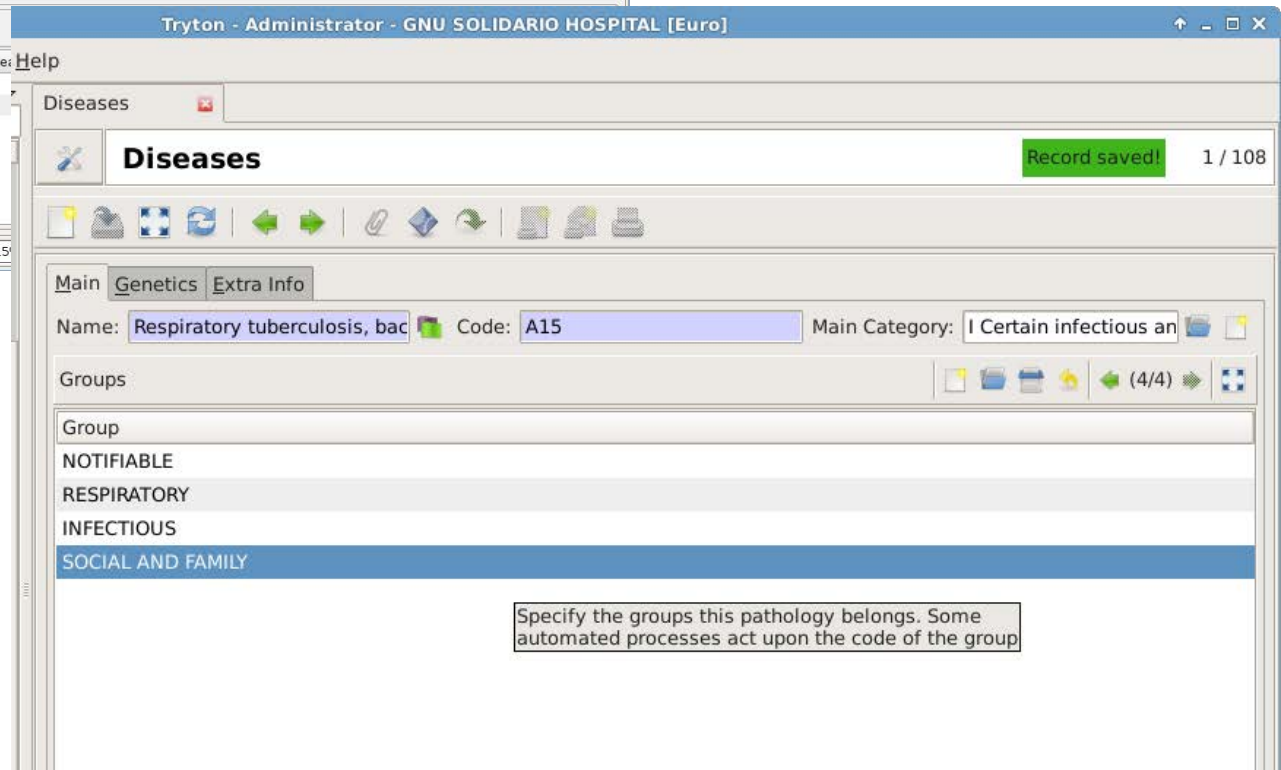 Tryton - Administrator - GNU SOLIDARIO HOSPITAL [Euro]
Help
Diseases
Diseases
Record saved!
1 / 108
Main Genetics Extra Info
Name: Respiratory tuberculosis, bac Code: A15 Main Category: I Certain infectious an
Groups (4/4)
Group
NOTIFIABLE
RESPIRATORY
INFECTIOUS
SOCIAL AND FAMILY
Specify the groups this pathology belongs. Some
automated processes act upon the code of the group